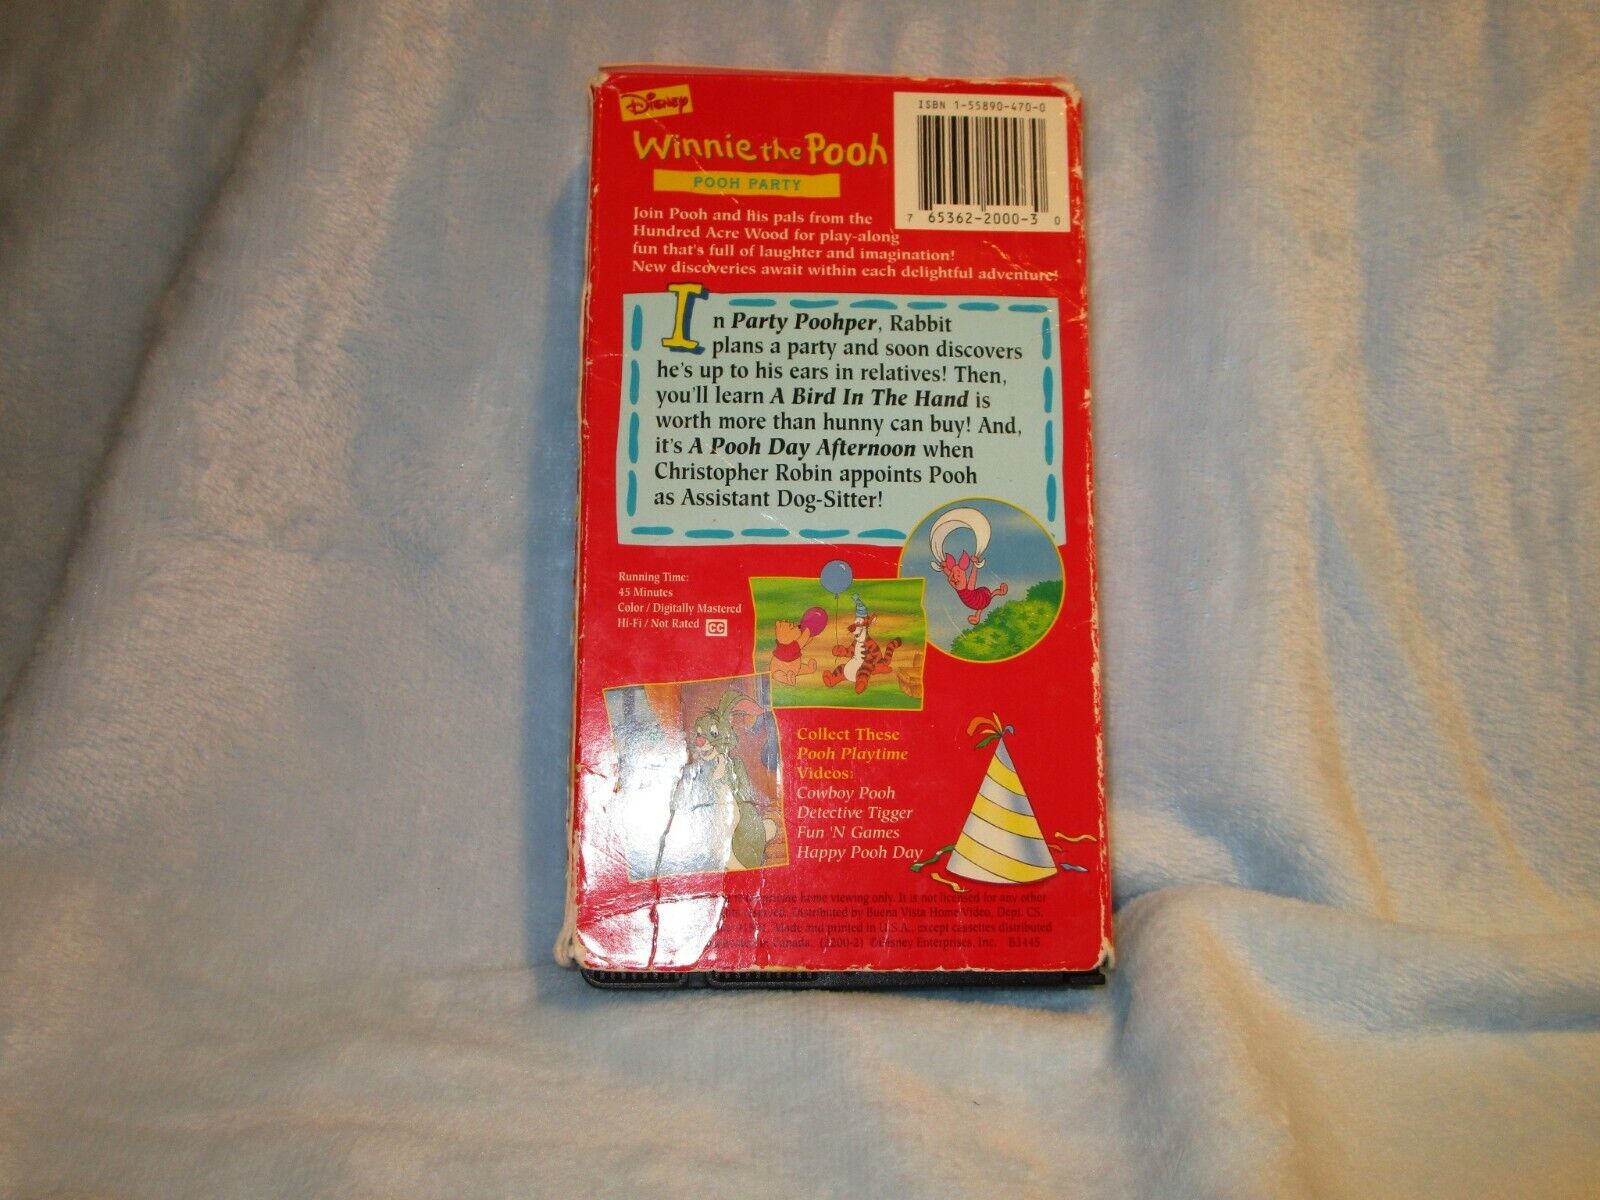 Disney
ISBN 1-55890-470-0
Winnie the Pooh
POOH PARTY
7 65362-2000-3 0
Join Pooh and his pals from the
Hundred Acre Wood for play-along
fun that's full of laughter and imagination!
New discoveries await within each delightful adventure!
In Party Poohper, Rabbit
plans a party and soon discovers
he's up to his ears in relatives! Then,
you'll learn A Bird In The Hand is
worth more than hunny can buy! And,
it's A Pooh Day Afternoon when
Christopher Robin appoints Pooh
as Assistant Dog-Sitter!
Running Time:
45 Minutes
Color / Digitally Mastered
Hi-Fi / Not Rated CC
Collect These
Pooh Playtime
Videos:
Cowboy Pooh
Detective Tigger
Fun 'N Games
Happy Pooh Day
home viewing only. It is not licensed for any other
reserved. Distributed by Buena Vista Home Video, Dept. CS,
Made and printed in U.S.A., except cassettes distributed
in Canada. (2200-2) ©Disney Enterprises, Inc. B3445